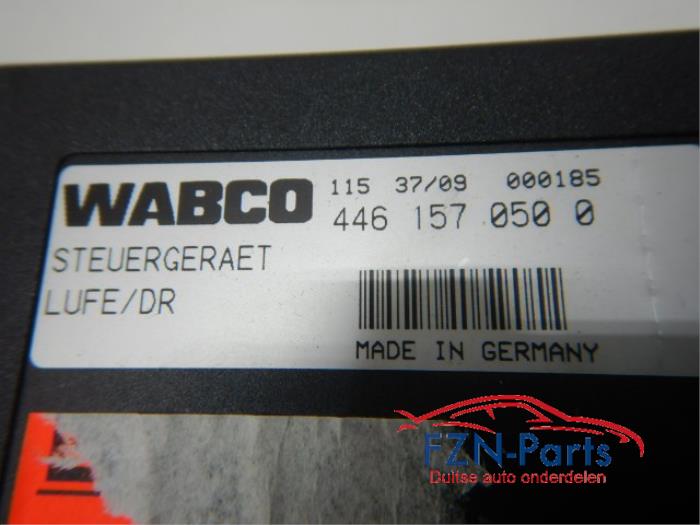 WABCO 115 37/09 000185
446 157 050 0
STEUERGERAET
LUFE/DR
MADE IN GERMANY
FZN-Parts
Duitse auto onderdelen